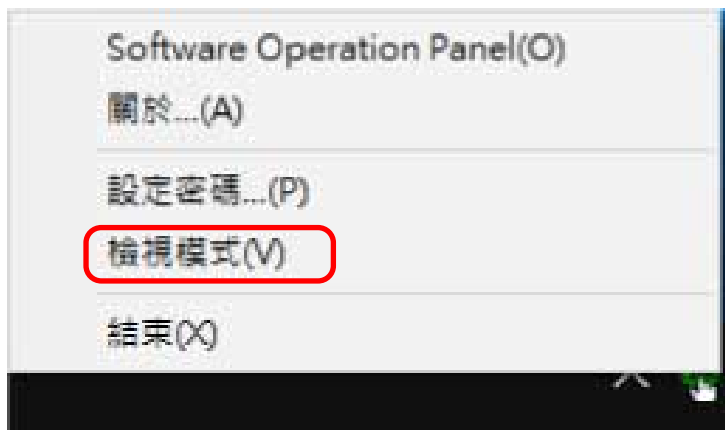 Software Operation Panel(O)
關於...(A)
設定密碼...(P)
檢視模式(V)
結束(X)